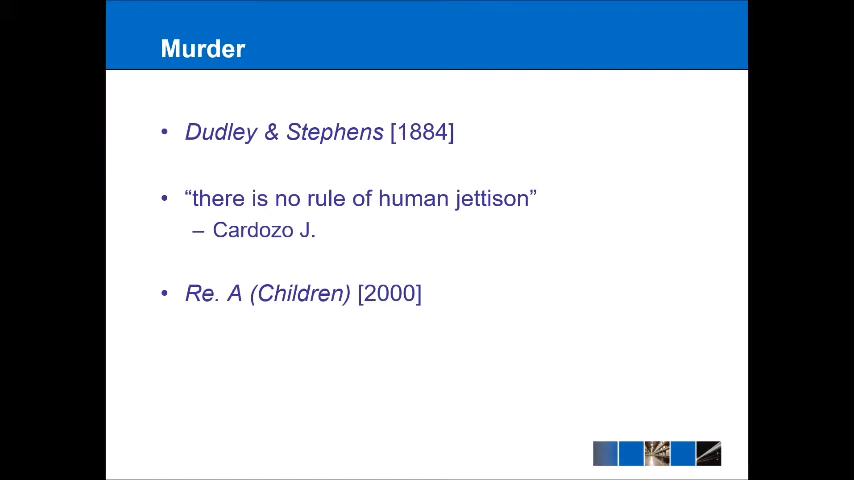 Murder
• Dudley & Stephens [1884]
• “there is no rule of human jettison”
– Cardozo J.
• Re. A (Children) [2000]